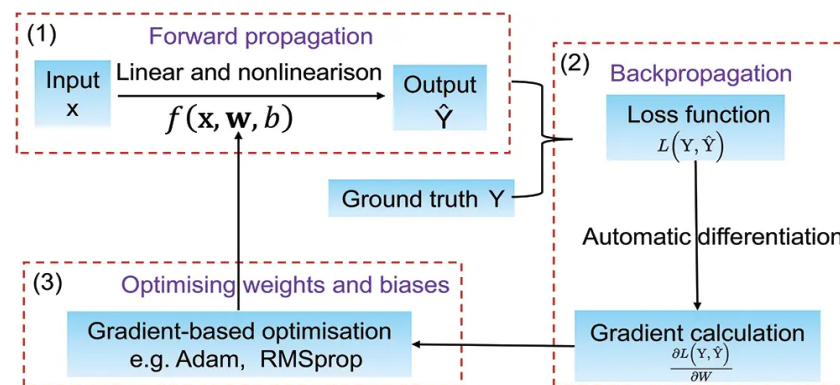 (1)
Forward propagation
Input
x
Linear and nonlinearison
f(x, w, b)
Output
Ŷ
Ground truth Y
(2)
Backpropagation
Loss function
L(Y, Ŷ)
Automatic differentiation
Gradient calculation
∂L(Y, Ŷ)
∂W
(3)
Optimising weights and biases
Gradient-based optimisation
e.g. Adam, RMSprop